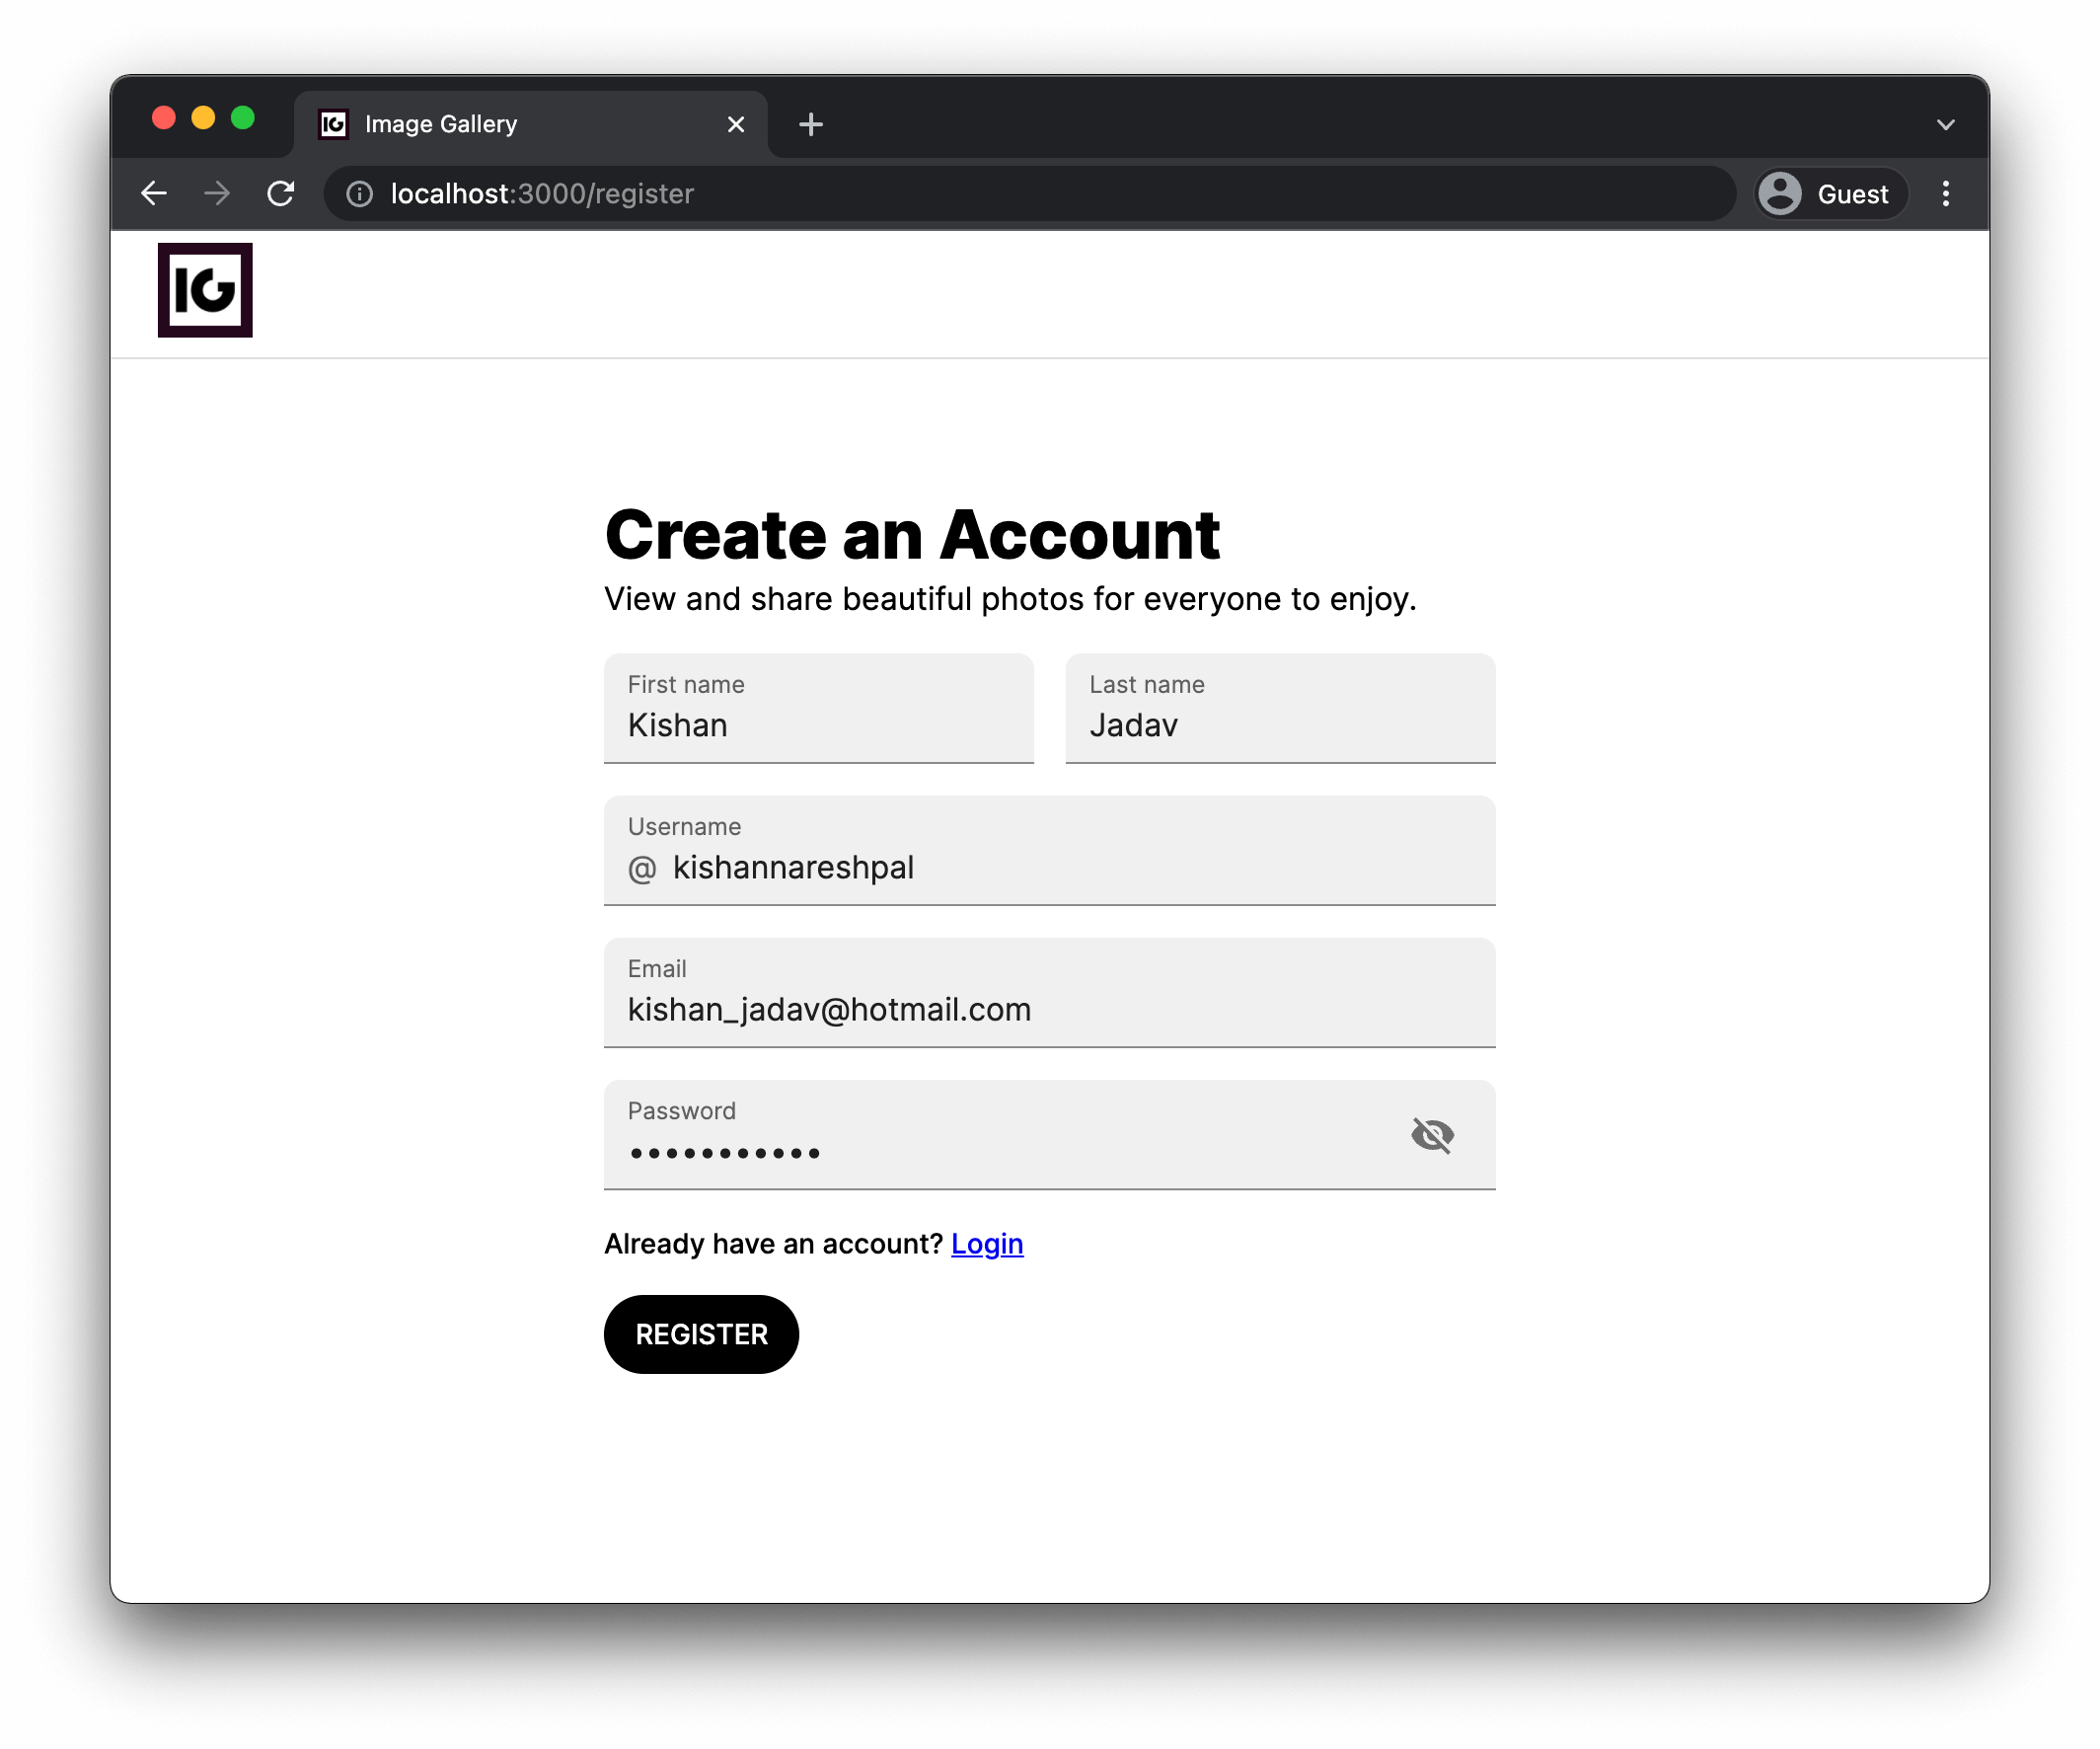 IG Image Gallery
localhost:3000/register
Guest
IG
Create an Account
View and share beautiful photos for everyone to enjoy.
First name
Kishan
Last name
Jadav
Username
@ kishannareshpal
Email
kishan_jadav@hotmail.com
Password
•••••••••••
Already have an account? Login
REGISTER